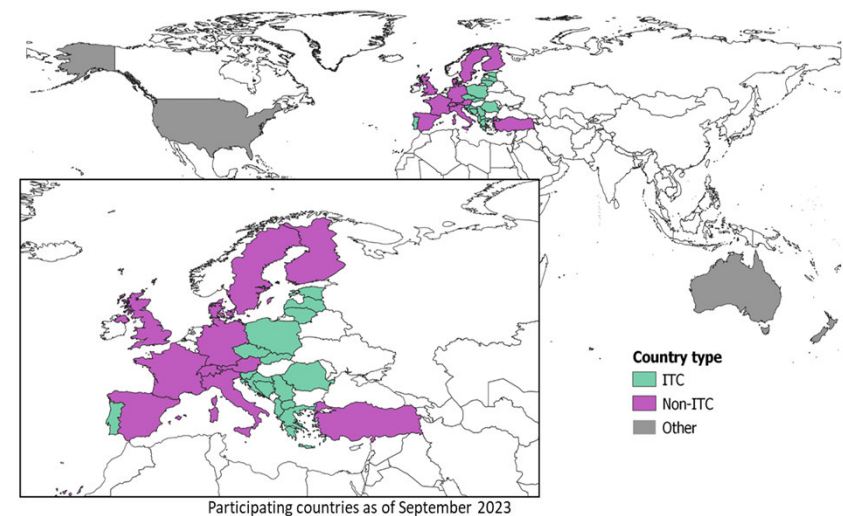 Country type
ITC
Non-ITC
Other
Participating countries as of September 2023